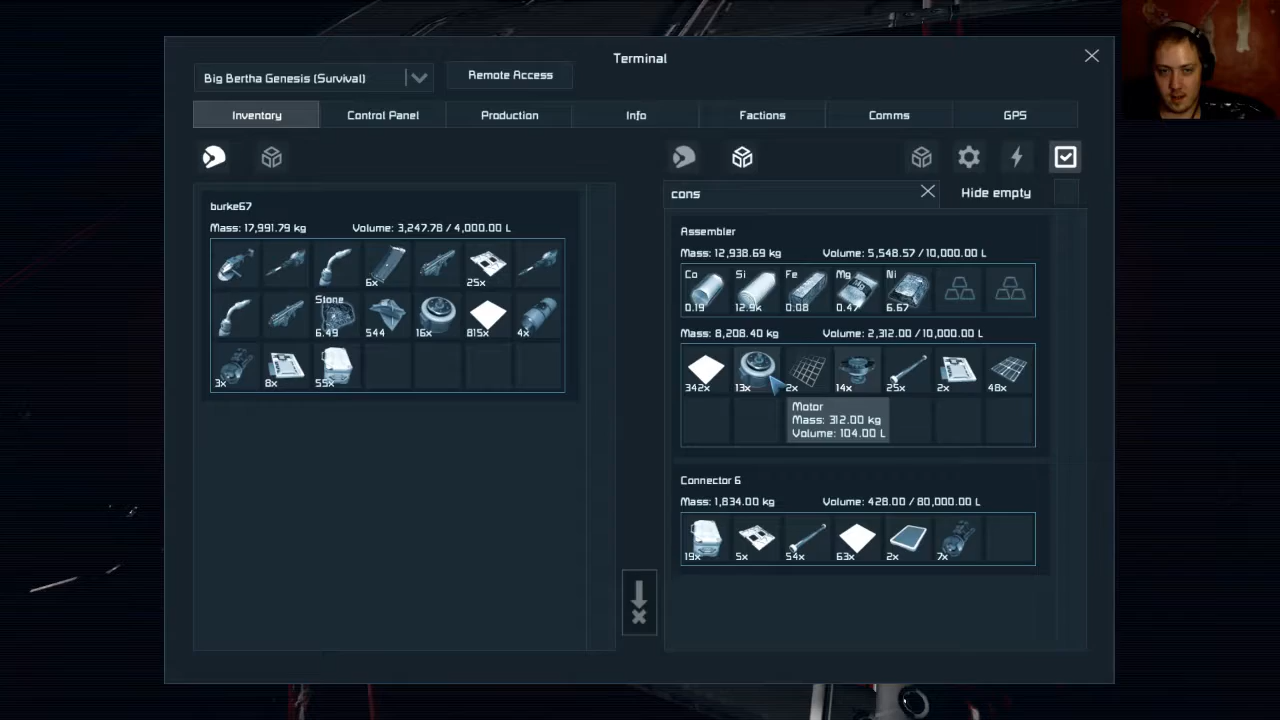 Terminal
Big Bertha Genesis (Survival)
Remote Access
Inventory
Control Panel
Production
Info
Factions
Comms
GPS
cons
Hide empty
burke67
Mass: 17,991.79 kg
Volume: 3,247.78 / 4,000.00 L
6x
25x
Stone
6.49
544
16x
815x
4x
3x
8x
55x
Assembler
Mass: 12,938.69 kg
Volume: 5,548.57 / 10,000.00 L
Co
Si
Fe
Mg
Ni
0.19
12.9k
0.08
0.47
6.67
Mass: 8,208.40 kg
Volume: 2,312.00 / 10,000.00 L
342x
13x
2x
14x
25x
2x
48x
Motor
Mass: 312.00 kg
Volume: 104.00 L
Connector 6
Mass: 1,834.00 kg
Volume: 428.00 / 80,000.00 L
19x
5x
54x
63x
2x
7x